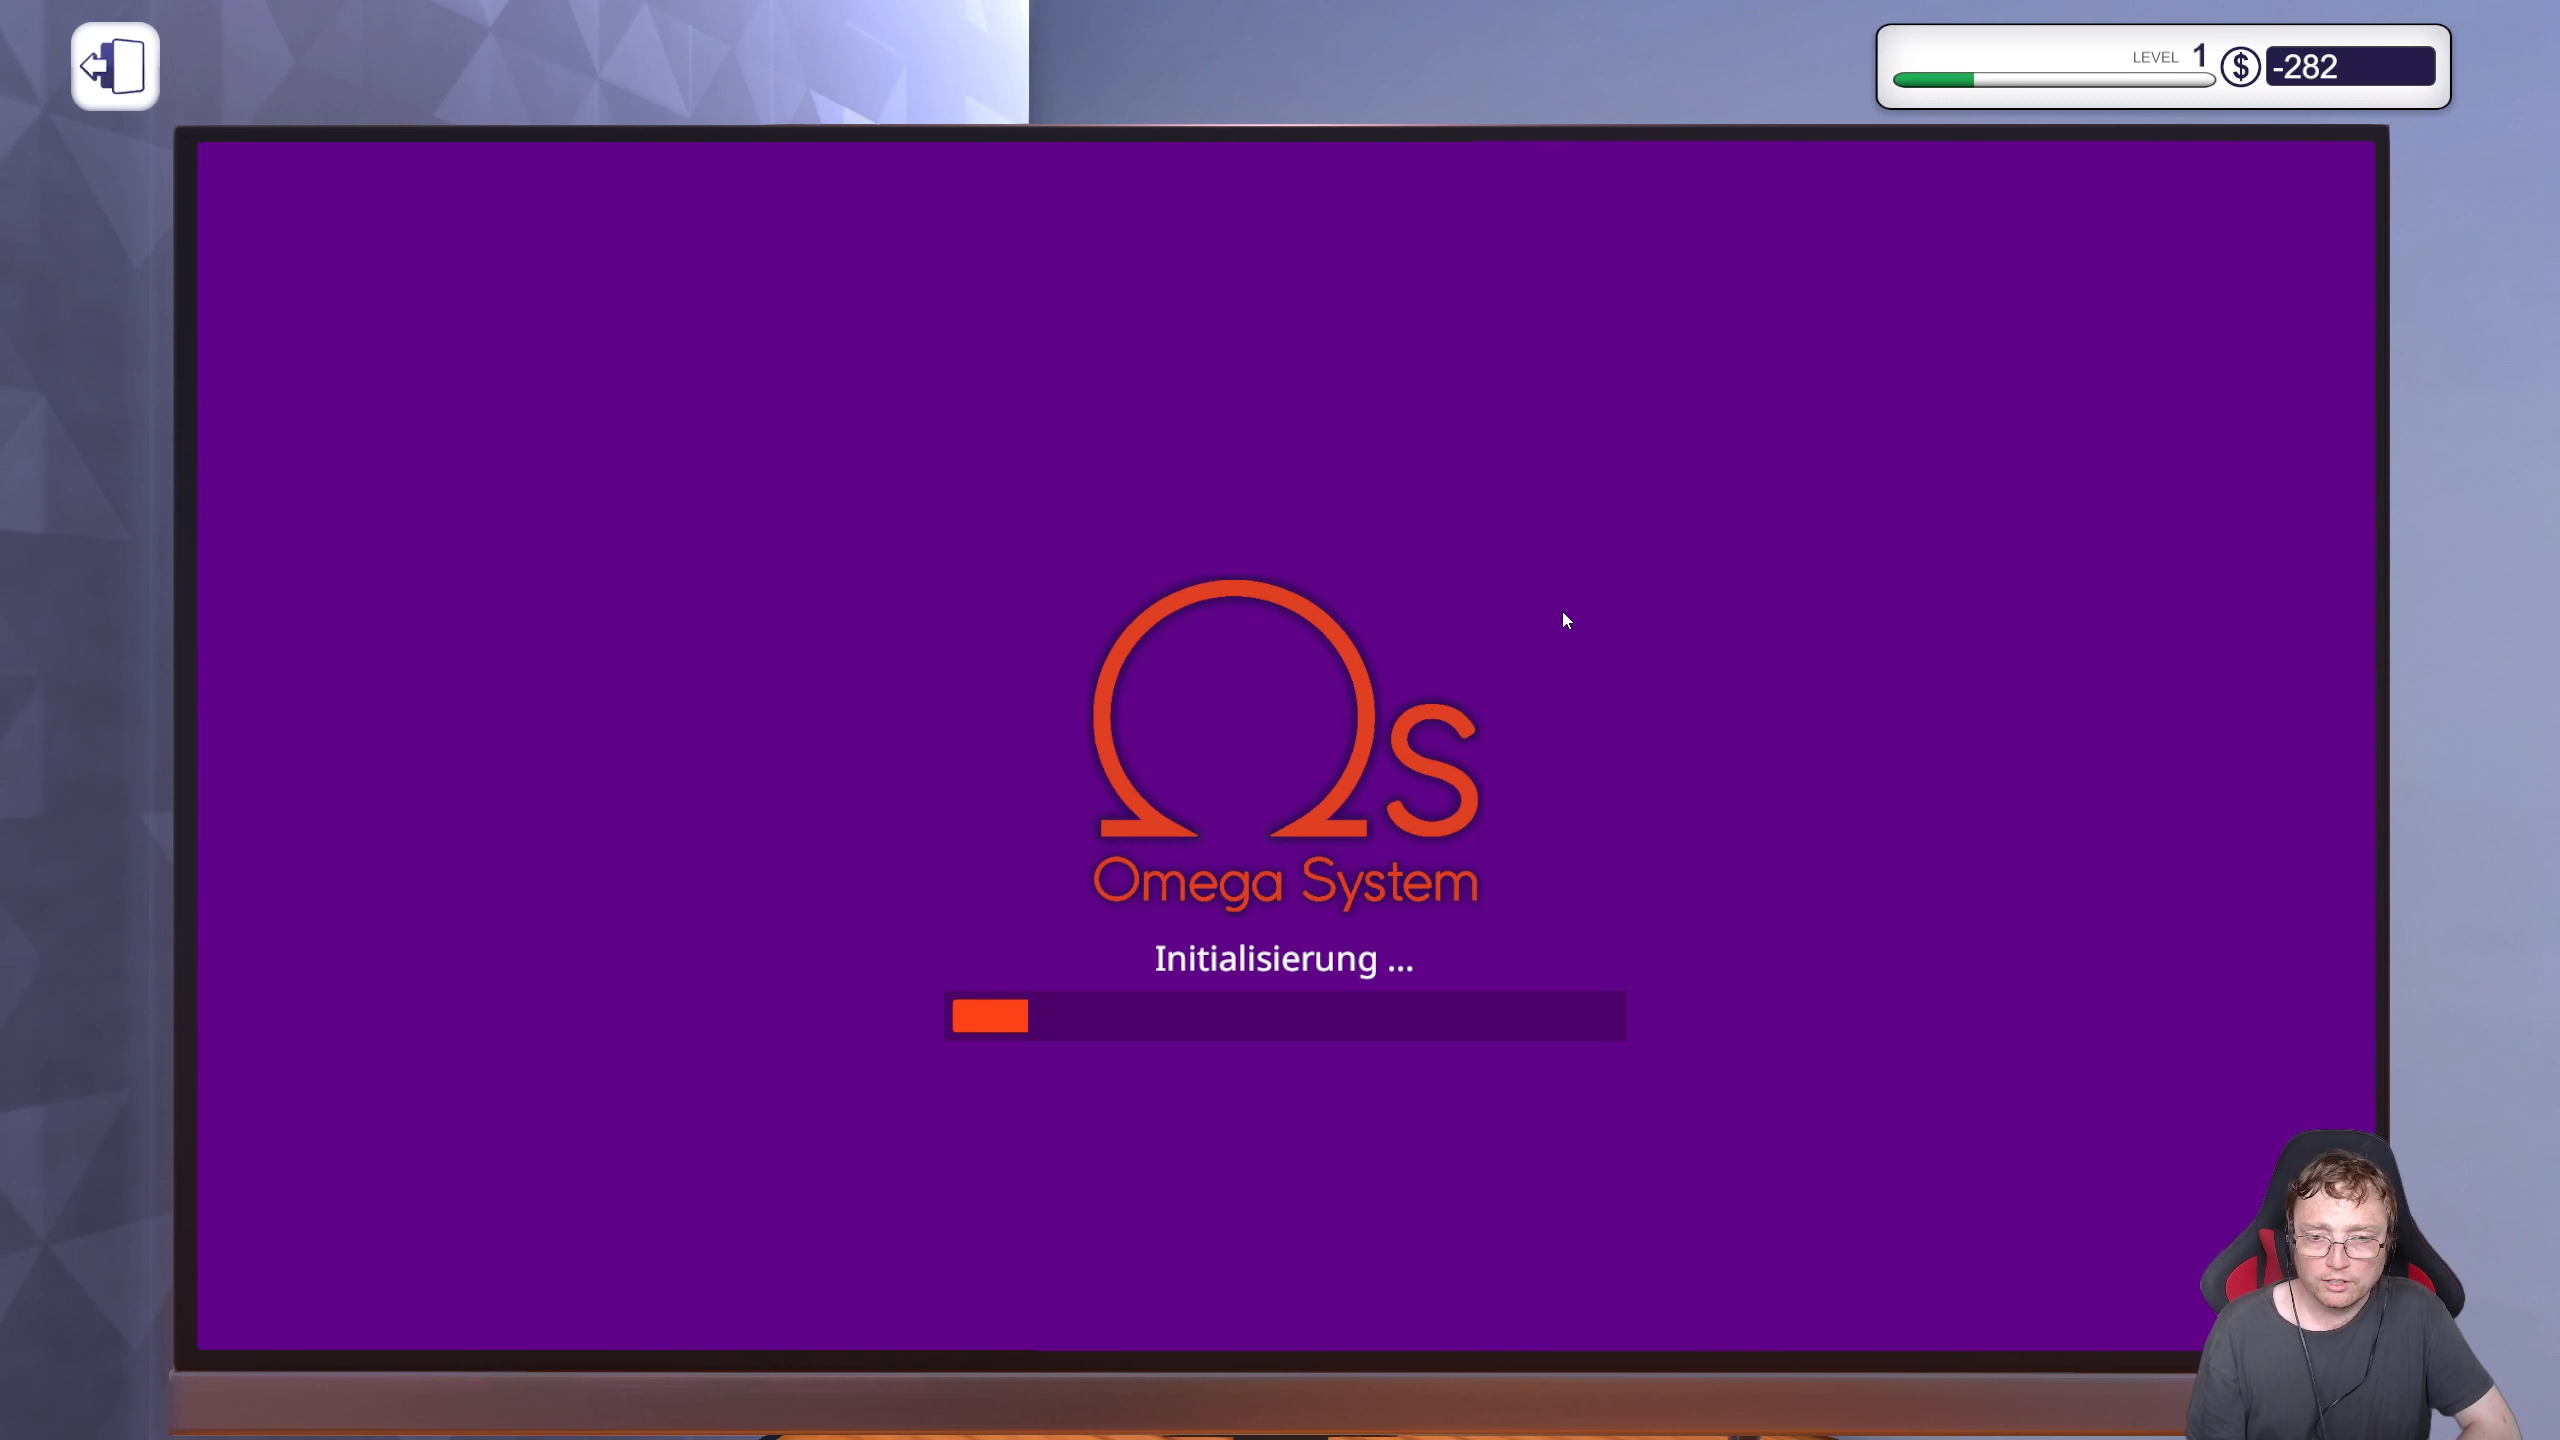 LEVEL 1
$ -282
Ωs
Omega System
Initialisierung ...